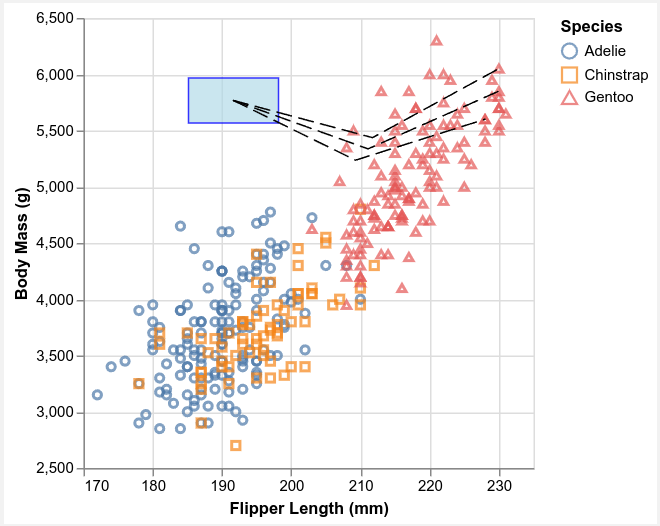 Species
Adelie
Chinstrap
Gentoo
Body Mass (g)
6,500
6,000
5,500
5,000
4,500
4,000
3,500
3,000
2,500
170 180 190 200 210 220 230
Flipper Length (mm)